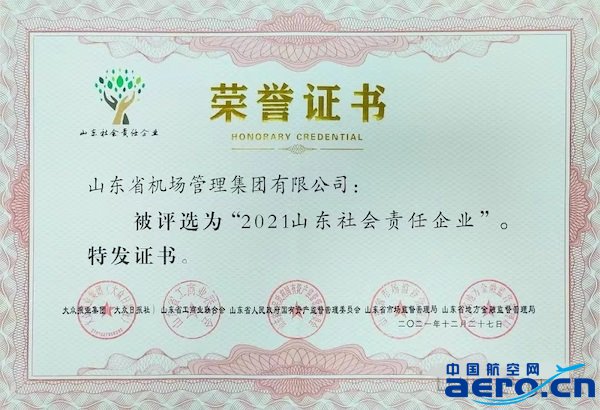 山东社会责任企业
荣誉证书
HONORARY CREDENTIAL
山东省机场管理集团有限公司：
被评选为“2021山东社会责任企业”。
特发证书。
大众报业集团（大众日报社） 山东省工商业联合会 山东省人民政府国有资产监督管理委员会 山东省市场监督管理局 山东省地方金融监督管理局
二〇二一年十二月二十七日
中国航空网
aero.cn